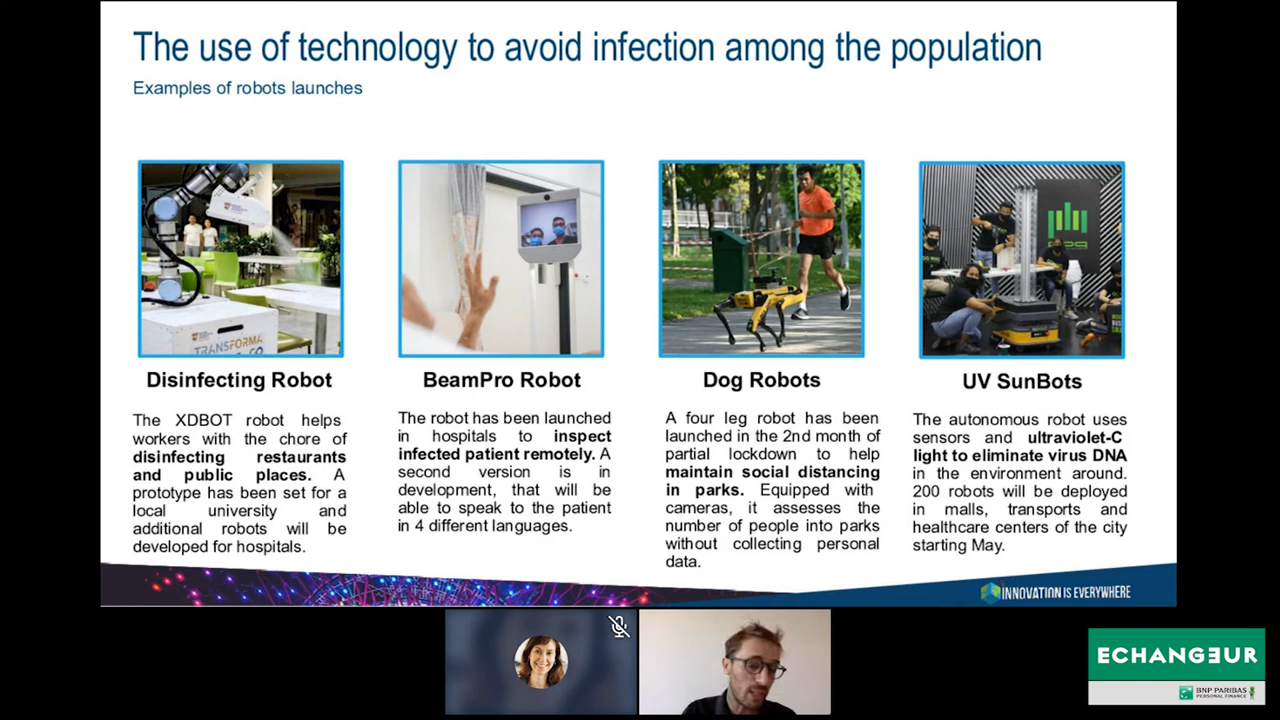 The use of technology to avoid infection among the population
Examples of robots launches
TRANSFORMA
Disinfecting Robot
The XDBOT robot helps
workers with the chore of
disinfecting restaurants
and public places. A
prototype has been set for a
local university and
additional robots will be
developed for hospitals.
BeamPro Robot
The robot has been launched
in hospitals to inspect
infected patient remotely. A
second version is in
development, that will be
able to speak to the patient
in 4 different languages.
Dog Robots
A four leg robot has been
launched in the 2nd month of
partial lockdown to help
maintain social distancing
in parks. Equipped with
cameras, it assesses the
number of people into parks
without collecting personal
data.
UV SunBots
The autonomous robot uses
sensors and ultraviolet-C
light to eliminate virus DNA
in the environment around.
200 robots will be deployed
in malls, transports and
healthcare centers of the city
starting May.
INNOVATION IS EVERYWHERE
ECHANGEUR
BNP PARIBAS
PERSONAL FINANCE